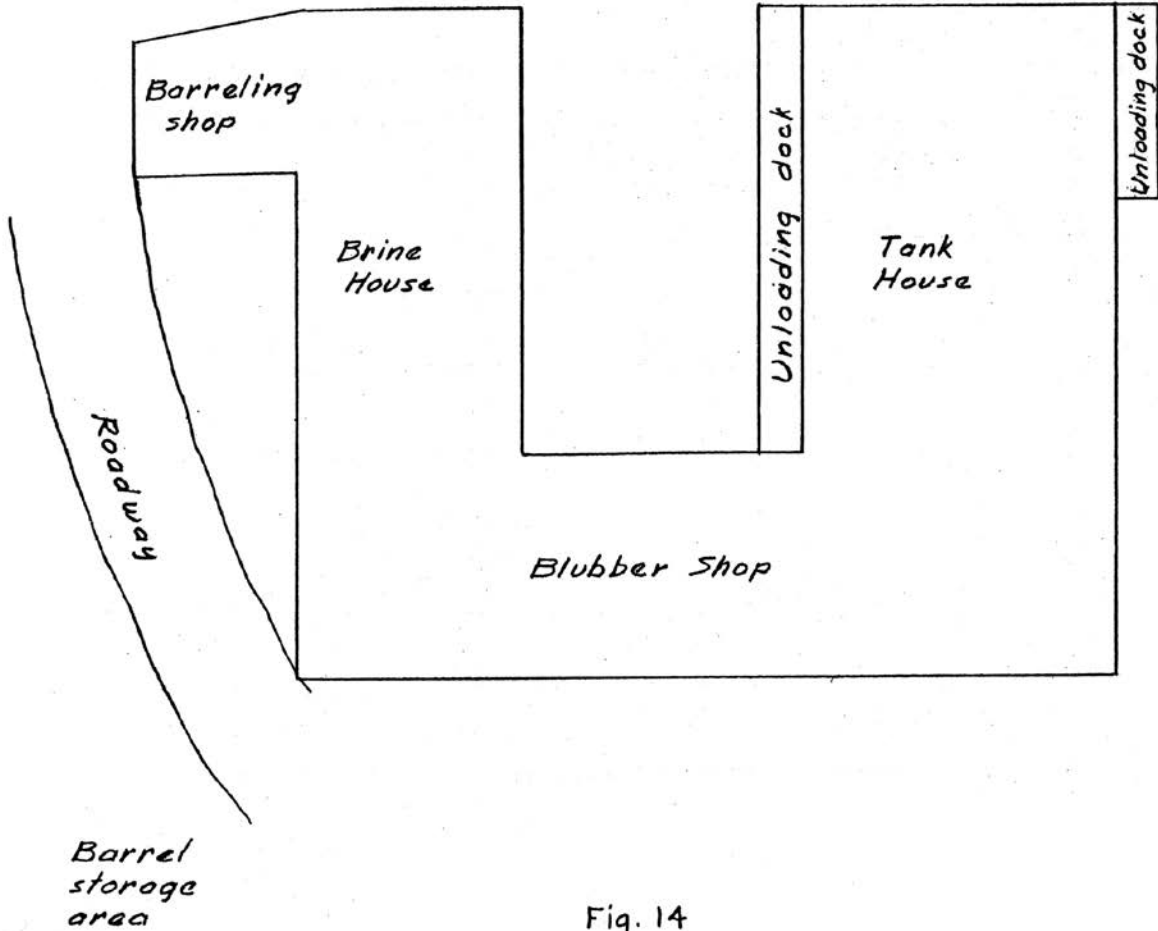 Barreling
shop
Unloading dock
Unloading dock
Brine
House
Tank
House
Roadway
Blubber Shop
Barrel
storage
area
Fig. 14